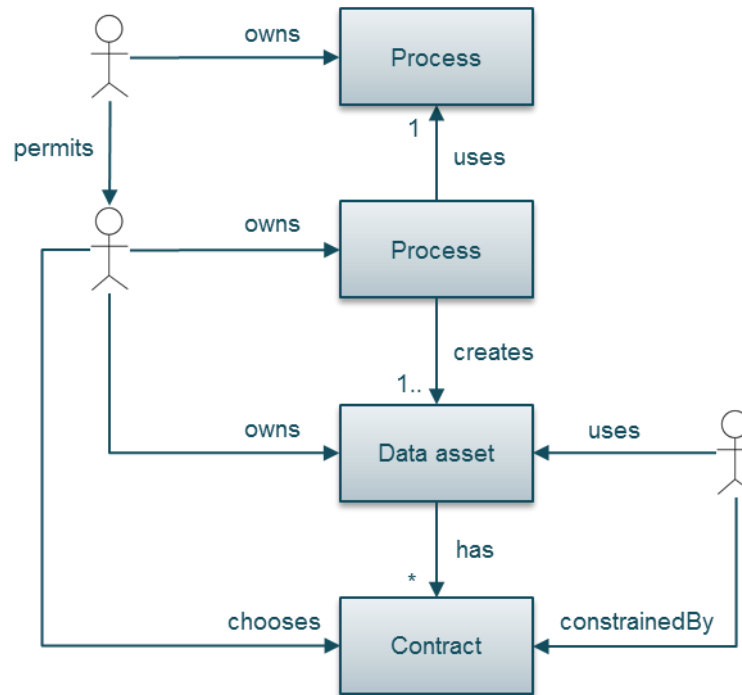 owns
Process
permits
1
uses
owns
Process
creates
1..
owns
Data asset
uses
has
*
chooses
Contract
constrainedBy